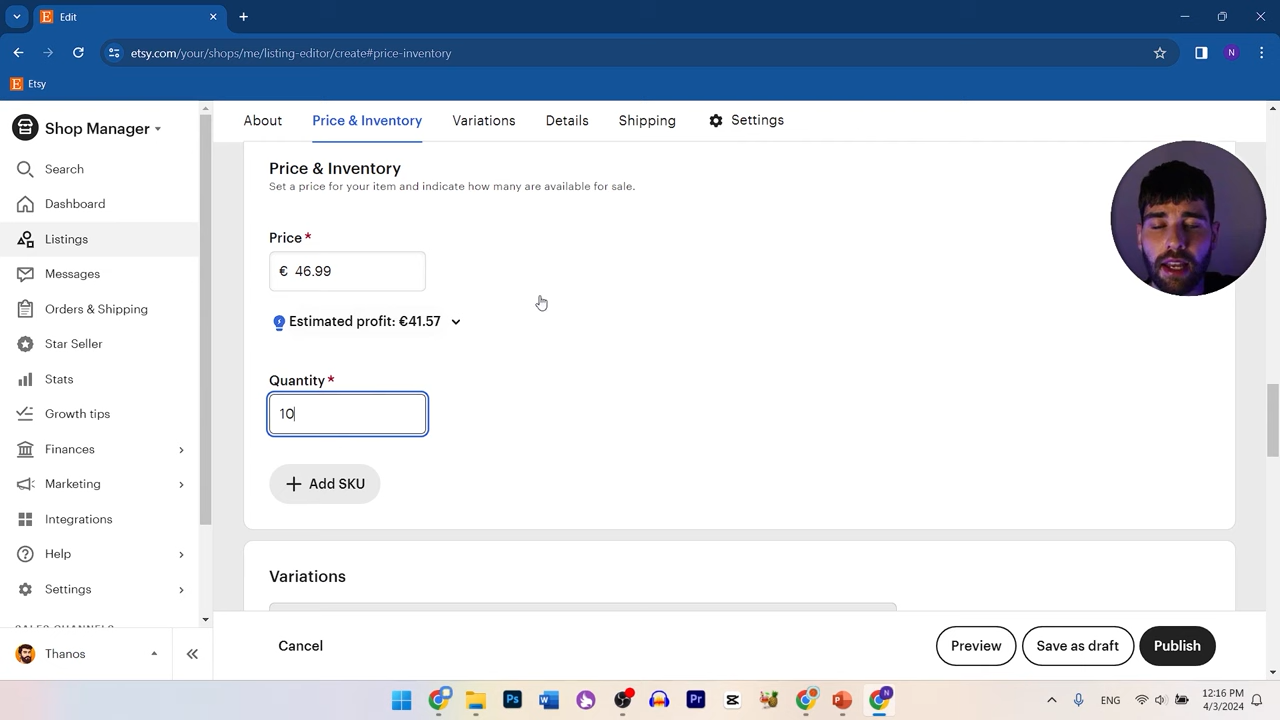 Edit
etsy.com/your/shops/me/listing-editor/create#price-inventory
N
Etsy
Shop Manager
Search
Dashboard
Listings
Messages
Orders & Shipping
Star Seller
Stats
Growth tips
Finances
Marketing
Integrations
Help
Settings
SALES CHANNELS
Thanos
About
Price & Inventory
Variations
Details
Shipping
Settings
Price & Inventory
Set a price for your item and indicate how many are available for sale.
Price *
€ 46.99
Estimated profit: €41.57
Quantity *
10
Add SKU
Variations
Cancel
Preview
Save as draft
Publish
ENG
12:16 PM
4/3/2024